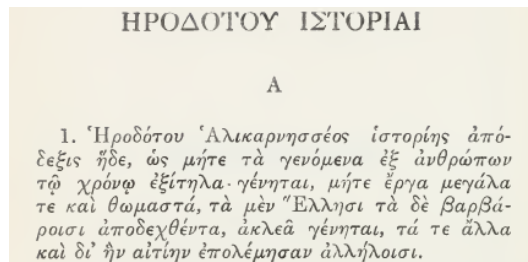 ΗΡΟΔΟΤΟΥ ΙΣΤΟΡΙΑΙ
Α
1. Ἡροδότου Ἁλικαρνησσέος ἱστορίης ἀπό-
δεξις ἥδε, ὡς μήτε τὰ γενόμενα ἐξ ἀνθρώπων
τῷ χρόνῳ ἐξίτηλα γένηται, μήτε ἔργα μεγάλα
τε καὶ θωμαστά, τὰ μὲν Ἕλλησι τὰ δὲ βαρβά-
ροισι ἀποδεχθέντα, ἀκλεᾶ γένηται, τά τε ἄλλα
καὶ δι᾿ ἣν αἰτίην ἐπολέμησαν ἀλλήλοισι.